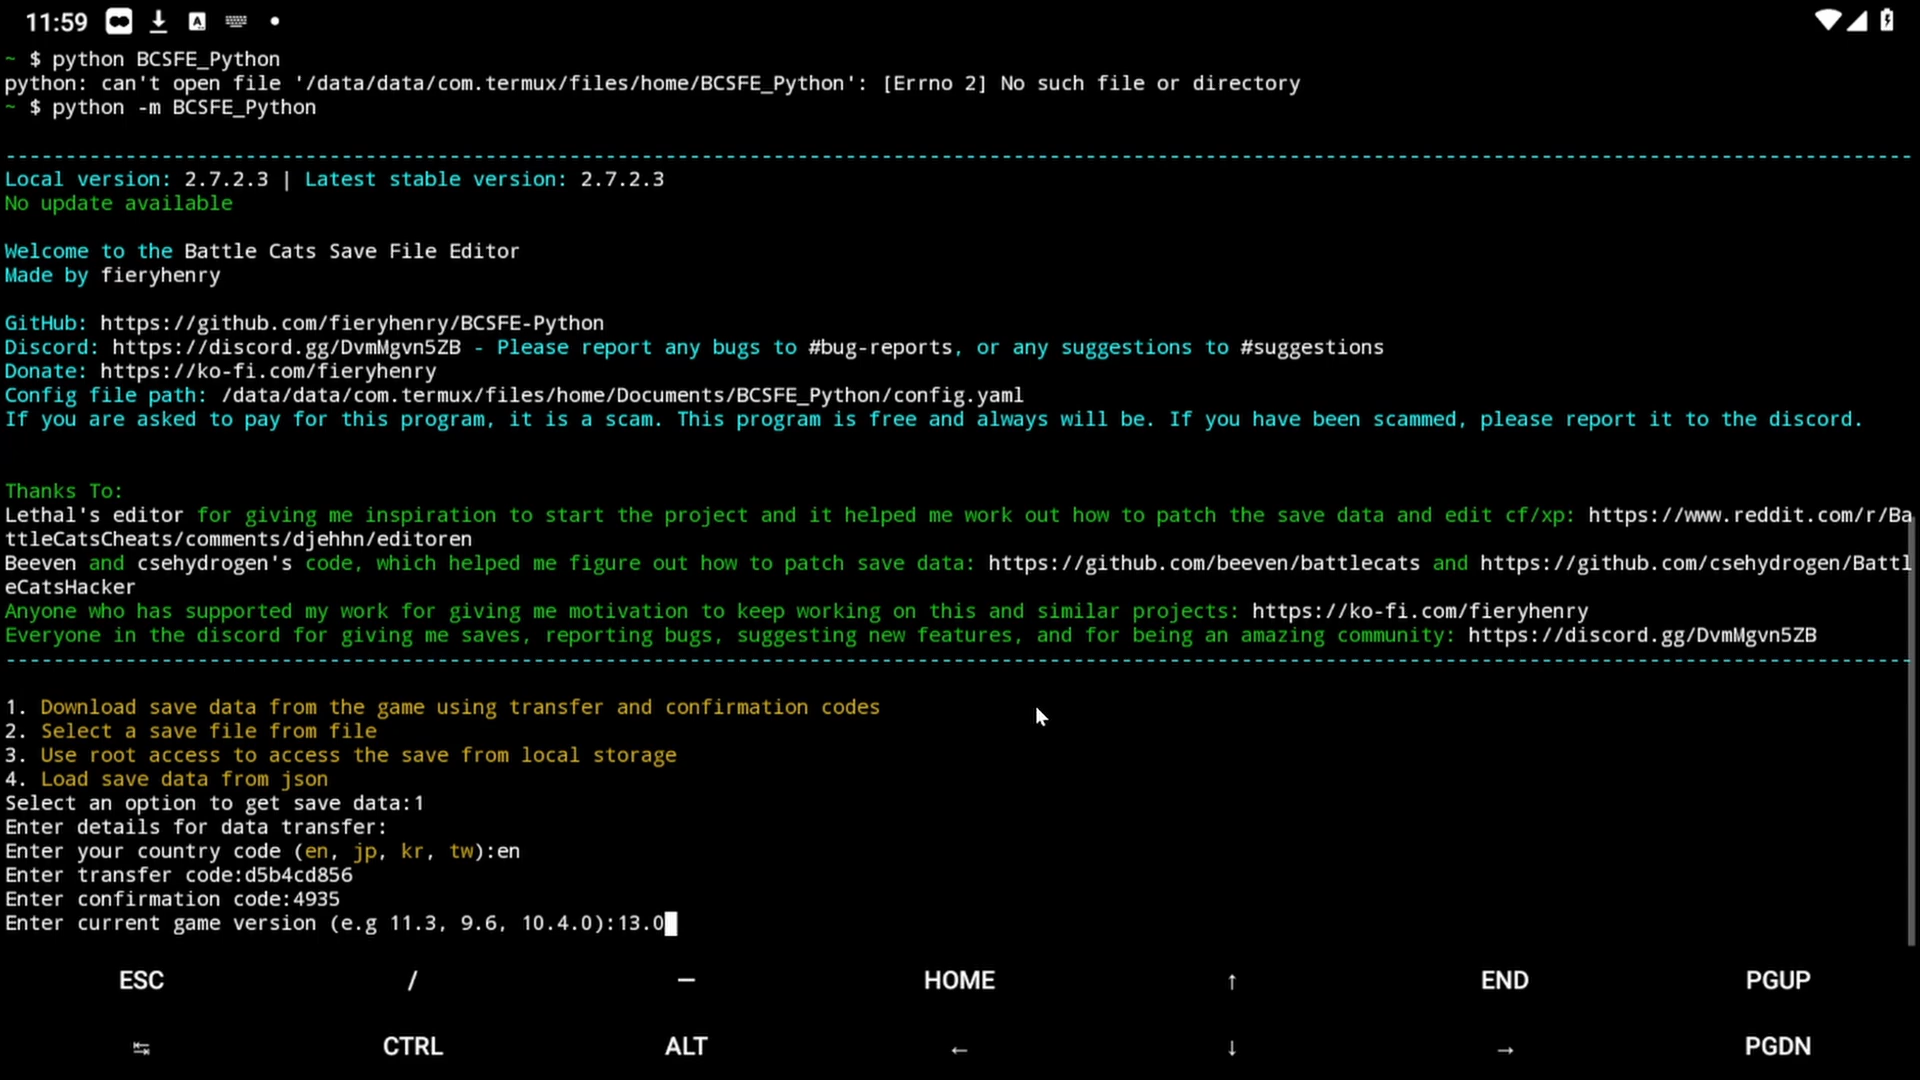 11:59
~ $ python BCSFE_Python
python: can't open file '/data/data/com.termux/files/home/BCSFE_Python': [Errno 2] No such file or directory
~ $ python -m BCSFE_Python
--------------------------------------------------------------------------------------------------------------------------------------------------------------
Local version: 2.7.2.3 | Latest stable version: 2.7.2.3
No update available
Welcome to the Battle Cats Save File Editor
Made by fieryhenry
GitHub: https://github.com/fieryhenry/BCSFE-Python
Discord: https://discord.gg/DvmMgvn5ZB - Please report any bugs to #bug-reports, or any suggestions to #suggestions
Donate: https://ko-fi.com/fieryhenry
Config file path: /data/data/com.termux/files/home/Documents/BCSFE_Python/config.yaml
If you are asked to pay for this program, it is a scam. This program is free and always will be. If you have been scammed, please report it to the discord.
Thanks To:
Lethal's editor for giving me inspiration to start the project and it helped me work out how to patch the save data and edit cf/xp: https://www.reddit.com/r/Ba
ttleCatsCheats/comments/djehhn/editoren
Beeven and csehydrogen's code, which helped me figure out how to patch save data: https://github.com/beeven/battlecats and https://github.com/csehydrogen/Battl
eCatsHacker
Anyone who has supported my work for giving me motivation to keep working on this and similar projects: https://ko-fi.com/fieryhenry
Everyone in the discord for giving me saves, reporting bugs, suggesting new features, and for being an amazing community: https://discord.gg/DvmMgvn5ZB
--------------------------------------------------------------------------------------------------------------------------------------------------------------
1. Download save data from the game using transfer and confirmation codes
2. Select a save file from file
3. Use root access to access the save from local storage
4. Load save data from json
Select an option to get save data:1
Enter details for data transfer:
Enter your country code (en, jp, kr, tw):en
Enter transfer code:d5b4cd856
Enter confirmation code:4935
Enter current game version (e.g 11.3, 9.6, 10.4.0):13.0
ESC / — HOME ↑ END PGUP
↹ CTRL ALT ← ↓ → PGDN